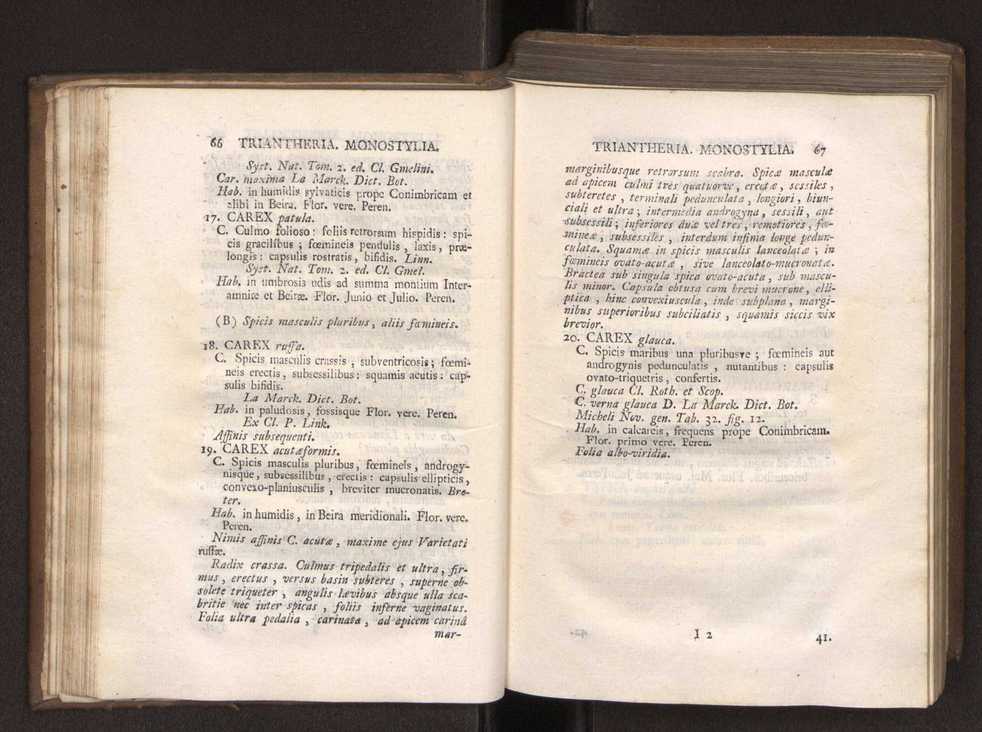 66 TRIANTHERIA. MONOSTYLIA.
Syst. Nat. Tom. 2. ed. Cl. Gmelini.
Car. maxima La Marck. Dict. Bot.
Hab. in humidis sylvaticis prope Conimbricam et
alibi in Beira. Flor. vere. Peren.
17. CAREX patula.
C. Culmo folioso: foliis retrorsum hispidis: spi-
cis gracilibus; fœmineis pendulis, laxis, præ-
longis: capsulis rostratis, bifidis. Linn.
Syst. Nat. Tom. 2. ed. Cl. Gmel.
Hab. in umbrosis udis ad summa montium Inter-
amniæ et Beiræ. Flor. Junio et Julio. Peren.
(B) Spicis masculis pluribus, aliis fœmineis.
18. CAREX ruffa.
C. Spicis masculis crassis, subventricosis; fœmi-
neis erectis, subsessilibus: squamis acutis: cap-
sulis bifidis.
La Marck. Dict. Bot.
Hab. in paludosis, fossisque Flor. vere. Peren.
Ex Cl. P. Link.
Affinis subsequenti.
19. CAREX acutæformis.
C. Spicis masculis pluribus, fœmineis, androgy-
nisque, subsessilibus, erectis: capsulis ellipticis,
convexo-planiusculis, breviter mucronatis. Bro-
ter.
Hab. in humidis, in Beira meridionali. Flor. vere.
Peren.
Nimis affinis C. acutæ, maxime ejus Varietati
ruffæ.
Radix crassa. Culmus tripedalis et ultra, fir-
mus, erectus, versus basin subteres, superne ob-
solete triqueter, angulis lævibus absque ulla sca-
britie nec inter spicas, foliis inferne vaginatus.
Folia ultra pedalia, carinata, ad apicem carinâ
mar-
TRIANTHERIA. MONOSTYLIA. 67
marginibusque retrorsum scabra. Spicæ masculæ
ad apicem culmi tres quatuorve, erectæ, sessiles,
subteretes, terminali pedunculata, longiori, biun-
ciali et ultra; intermedia androgyna, sessili, aut
subsessili; inferiores duæ vel tres, remotiores, fœ-
mineæ, subsessiles, interdum infima longe pedun-
culata. Squamæ in spicis masculis lanceolatæ; in
fœmineis ovato-acutæ, sive lanceolato-mucronatæ.
Bractea sub singula spica ovato-acuta, sub mascu-
lis minor. Capsula obtusa cum brevi mucrone, elli-
ptica, hinc convexiuscula, inde subplana, margi-
nibus superioribus subciliatis, squamis siccis vix
brevior.
20. CAREX glauca.
C. Spicis maribus una pluribusve; fœmineis aut
androgynis pedunculatis, nutantibus: capsulis
ovato-triquetris, confertis.
C. glauca Cl. Roth. et Scop.
C. verna glauca D. La Marck. Dict. Bot.
Micheli Nov. gen. Tab. 32. fig. 12.
Hab. in calcareis, frequens prope Conimbricam.
Flor. primo vere. Peren.
Folia albo-viridia.
I 2
41.